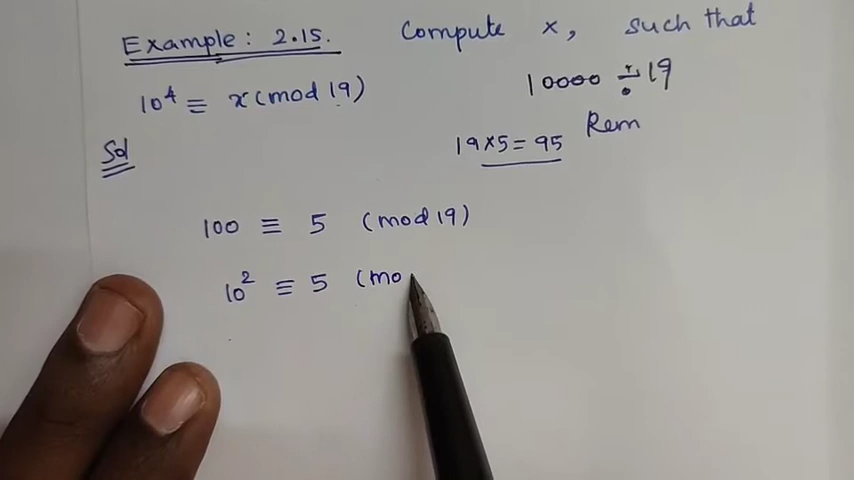 Example: 2.15. Compute x, such that
10⁴ ≡ x (mod 19)
10000 ÷ 19
Rem
19×5=95
Sol
100 ≡ 5 (mod 19)
10² ≡ 5 (mo